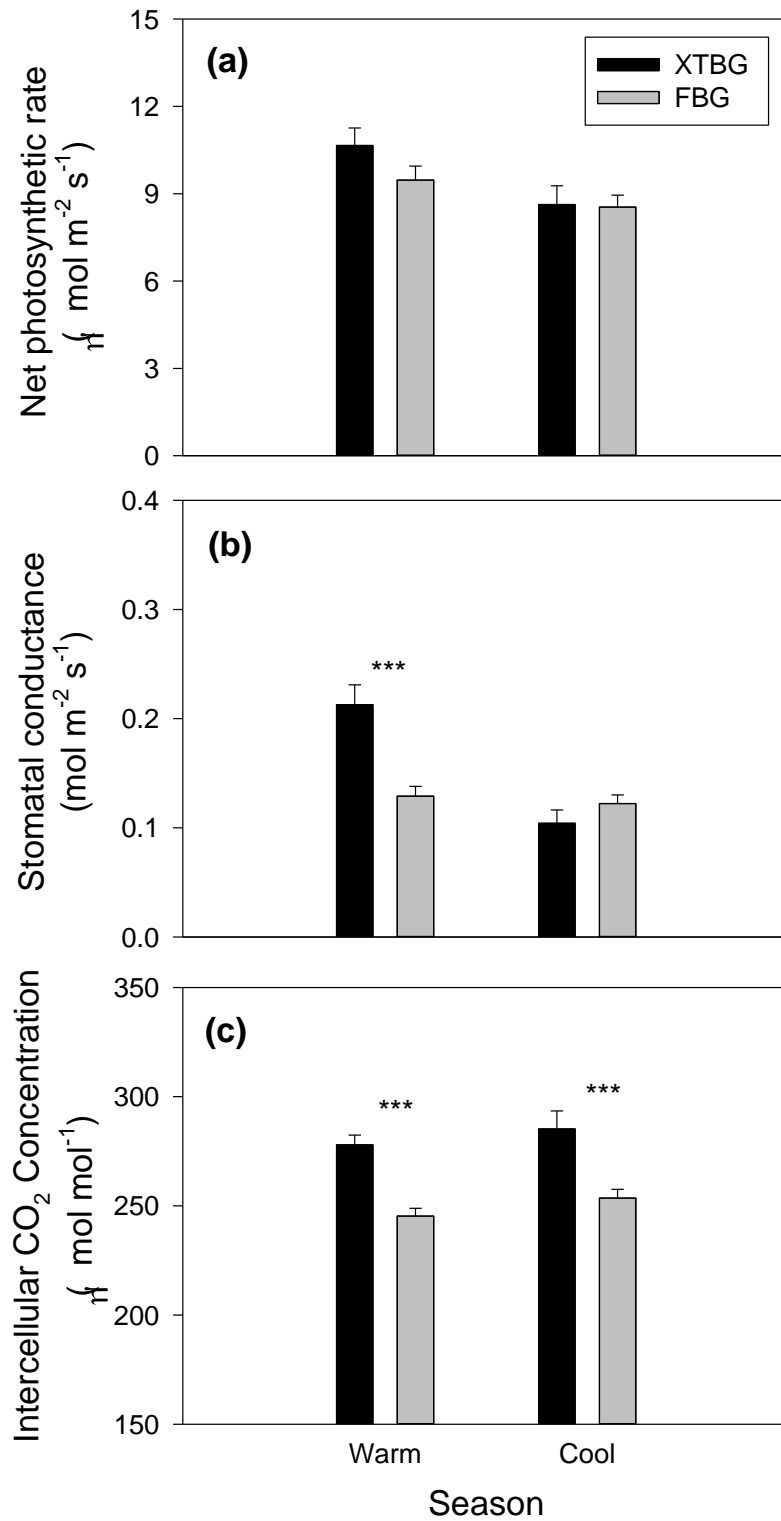 (a)
XTBG
FBG
Net photosynthetic rate
mol m⁻² s⁻¹)
15
12
9
6
3
0
(b)
Stomatal conductance
(mol m⁻² s⁻¹)
0.4
0.3
0.2
0.1
0.0
***
(c)
Intercellular CO₂ Concentration
mol mol⁻¹)
350
300
250
200
150
***
***
Warm Cool
Season